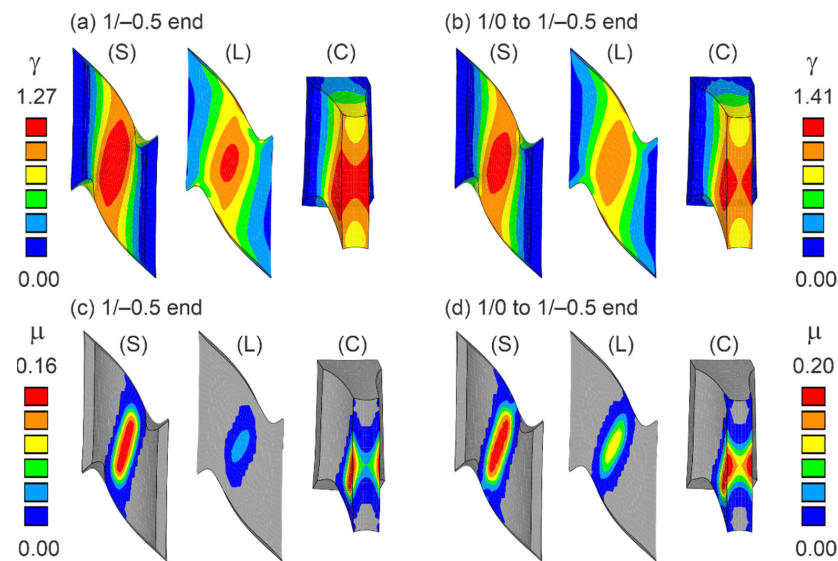 (a) 1/–0.5 end
(b) 1/0 to 1/–0.5 end
(S) (L) (C) (S) (L) (C)
γ
γ
1.27
1.41
0.00
0.00
(c) 1/–0.5 end
(d) 1/0 to 1/–0.5 end
μ
μ
(S) (L) (C) (S) (L) (C)
0.16
0.20
0.00
0.00